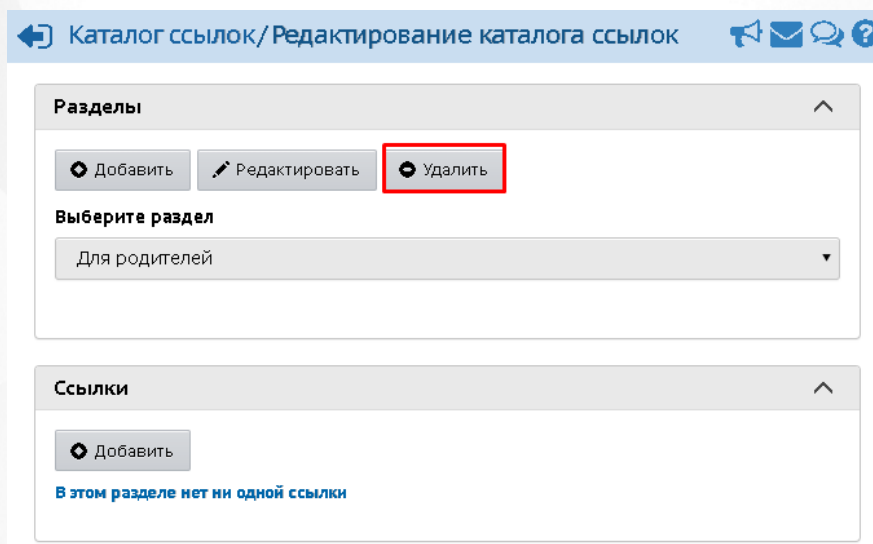 Каталог ссылок/Редактирование каталога ссылок
Разделы
Добавить Редактировать Удалить
Выберите раздел
Для родителей
Ссылки
Добавить
В этом разделе нет ни одной ссылки